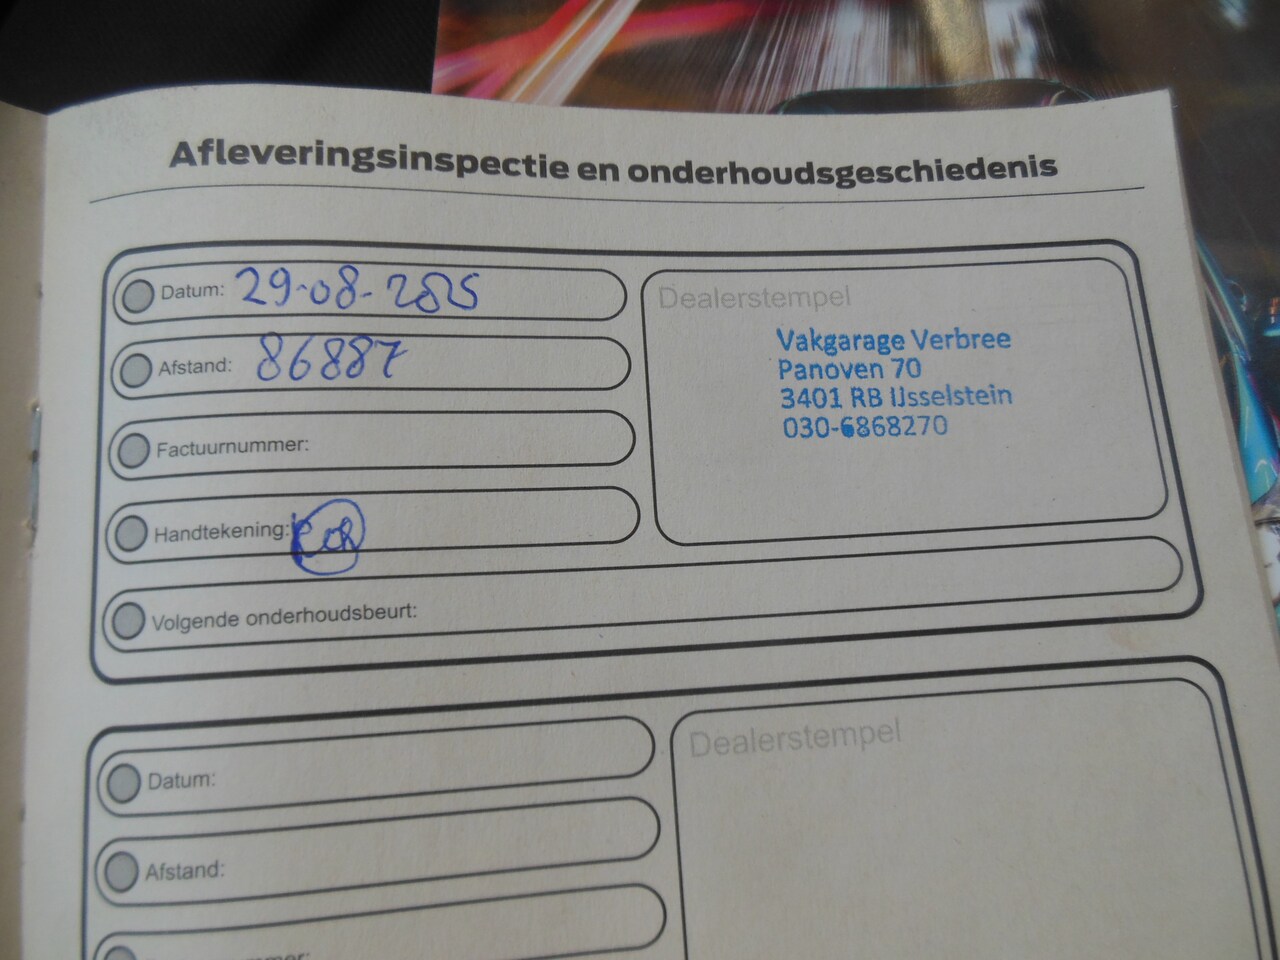 Afleveringsinspectie en onderhoudsgeschiedenis
Datum: 29-08-2025
Afstand: 86887
Factuurnummer:
Handtekening:
Volgende onderhoudsbeurt:
Dealerstempel
Vakgarage Verbree
Panoven 70
3401 RB IJsselstein
030-6868270
Datum:
Afstand:
Dealerstempel